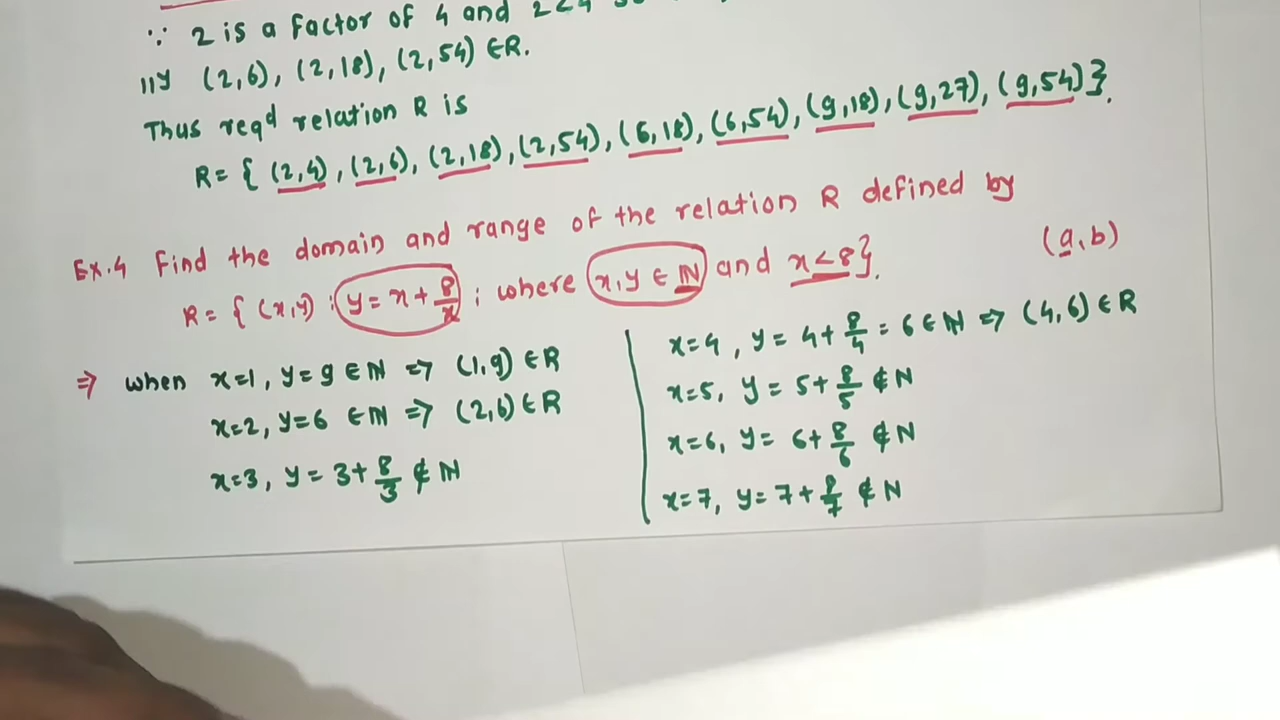 ∵ 2 is a factor of 4 and 2<4
||ly (2,6), (2,18), (2,54) ∈R.
Thus reqd relation R is
R= { (2,4), (2,6), (2,18), (2,54), (6,18), (6,54), (9,18), (9,27), (9,54)}.
Ex.4 Find the domain and range of the relation R defined by
R= { (x,y) : y = x + 8/x ; where x,y ∈ ℕ and x<8}.
(a,b)
⇒ when x=1, y=9 ∈ ℕ ⇒ (1,9) ∈ R
x=2, y=6 ∈ ℕ ⇒ (2,6) ∈ R
x=3, y = 3+ 8/3 ∉ ℕ
x=4, y = 4+ 8/4 = 6 ∈ ℕ ⇒ (4,6) ∈ R
x=5, y = 5+ 8/5 ∉ N
x=6, y= 6+ 8/6 ∉ N
x=7, y=7+ 8/7 ∉ N